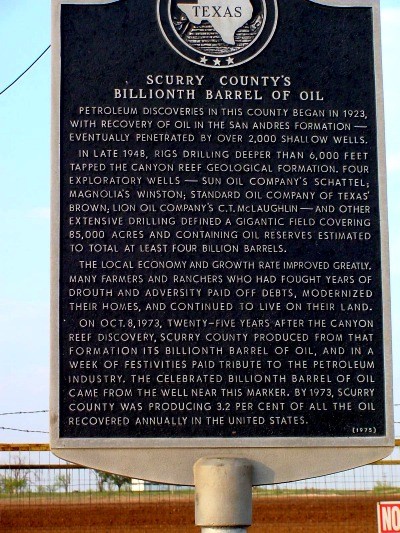 TEXAS
SCURRY COUNTY'S
BILLIONTH BARREL OF OIL
PETROLEUM DISCOVERIES IN THIS COUNTY BEGAN IN 1923,
WITH RECOVERY OF OIL IN THE SAN ANDRES FORMATION —
EVENTUALLY PENETRATED BY OVER 2,000 SHALLOW WELLS.
IN LATE 1948, RIGS DRILLING DEEPER THAN 6,000 FEET
TAPPED THE CANYON REEF GEOLOGICAL FORMATION. FOUR
EXPLORATORY WELLS — SUN OIL COMPANY'S SCHATTEL;
MAGNOLIA'S WINSTON; STANDARD OIL COMPANY OF TEXAS'
BROWN; LION OIL COMPANY'S C.T. McLAUGHLIN — AND OTHER
EXTENSIVE DRILLING DEFINED A GIGANTIC FIELD COVERING
85,000 ACRES AND CONTAINING OIL RESERVES ESTIMATED
TO TOTAL AT LEAST FOUR BILLION BARRELS.
THE LOCAL ECONOMY AND GROWTH RATE IMPROVED GREATLY.
MANY FARMERS AND RANCHERS WHO HAD FOUGHT YEARS OF
DROUTH AND ADVERSITY PAID OFF DEBTS, MODERNIZED
THEIR HOMES, AND CONTINUED TO LIVE ON THEIR LAND.
ON OCT. 8, 1973, TWENTY-FIVE YEARS AFTER THE CANYON
REEF DISCOVERY, SCURRY COUNTY PRODUCED FROM THAT
FORMATION ITS BILLIONTH BARREL OF OIL, AND IN A
WEEK OF FESTIVITIES PAID TRIBUTE TO THE PETROLEUM
INDUSTRY. THE CELEBRATED BILLIONTH BARREL OF OIL
CAME FROM THE WELL NEAR THIS MARKER. BY 1973, SCURRY
COUNTY WAS PRODUCING 3.2 PER CENT OF ALL THE OIL
RECOVERED ANNUALLY IN THE UNITED STATES.
(1975)
NO